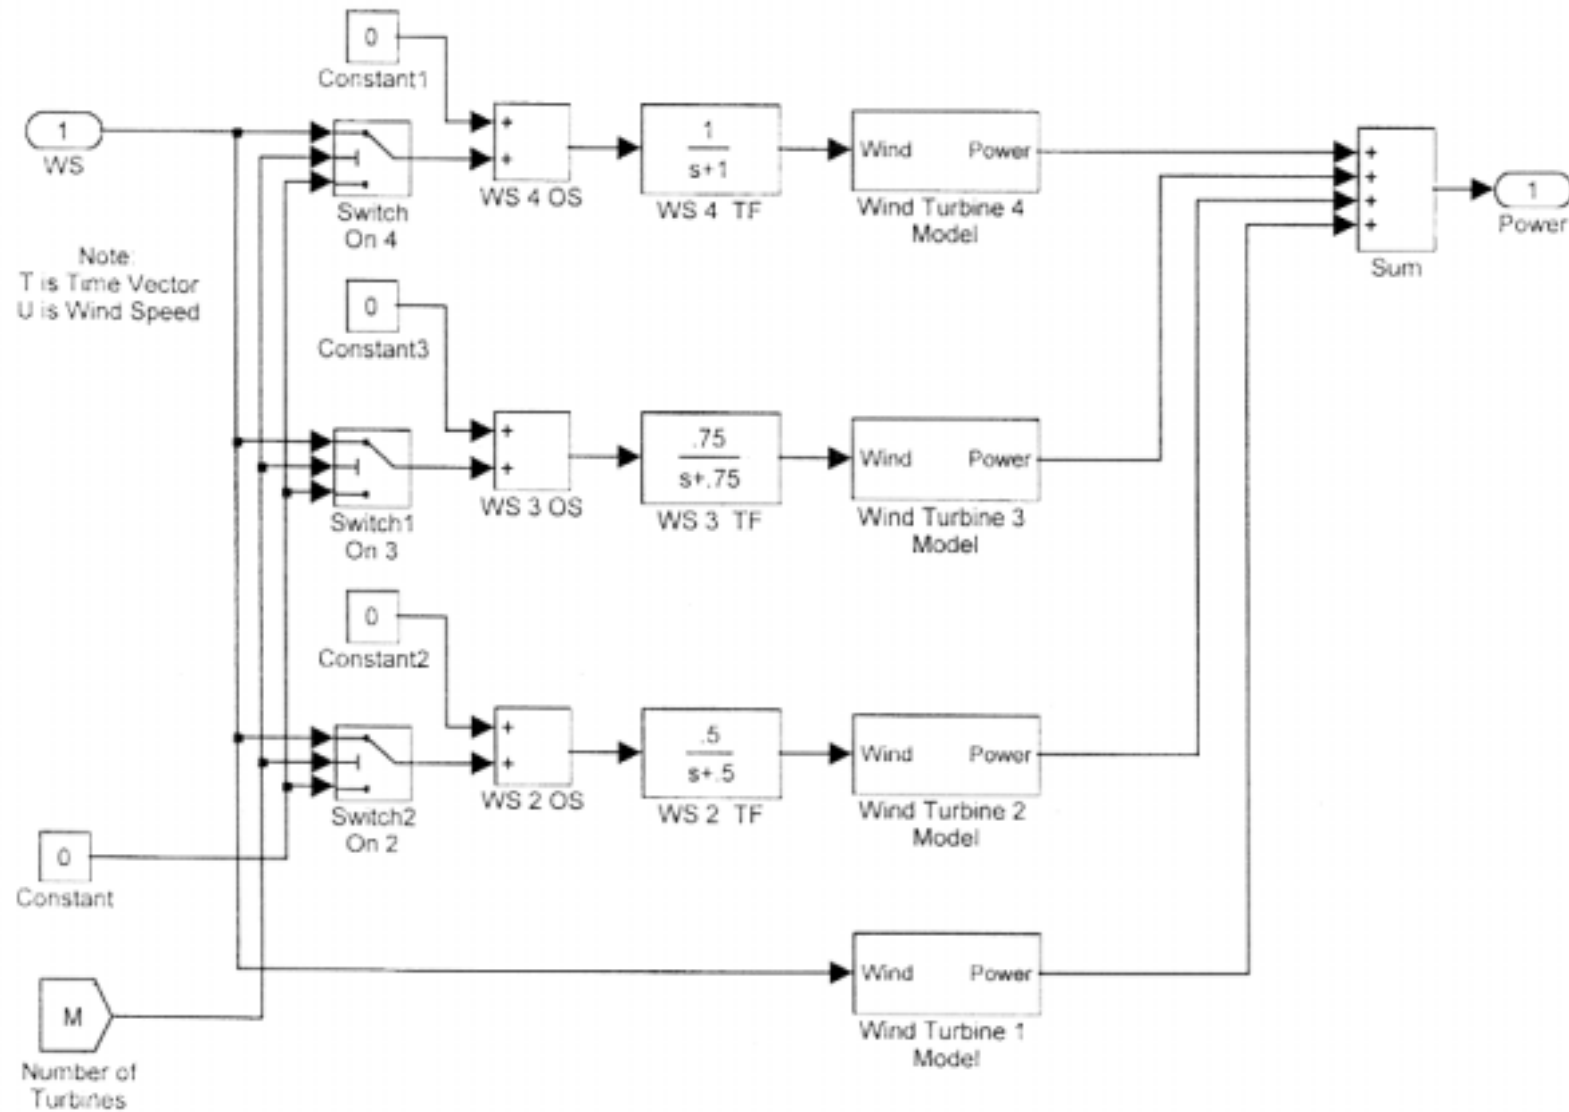 0
Constant1
1
WS
+
+
WS 4 OS
1
s+1
WS 4 TF
Wind Power
Wind Turbine 4
Model
Switch
On 4
+
+
+
+
Sum
1
Power
Note:
T is Time Vector
U is Wind Speed
0
Constant3
+
+
WS 3 OS
.75
s+.75
WS 3 TF
Wind Power
Wind Turbine 3
Model
Switch1
On 3
0
Constant2
+
+
WS 2 OS
.5
s+.5
WS 2 TF
Wind Power
Wind Turbine 2
Model
Switch2
On 2
0
Constant
Wind Power
Wind Turbine 1
Model
M
Number of
Turbines